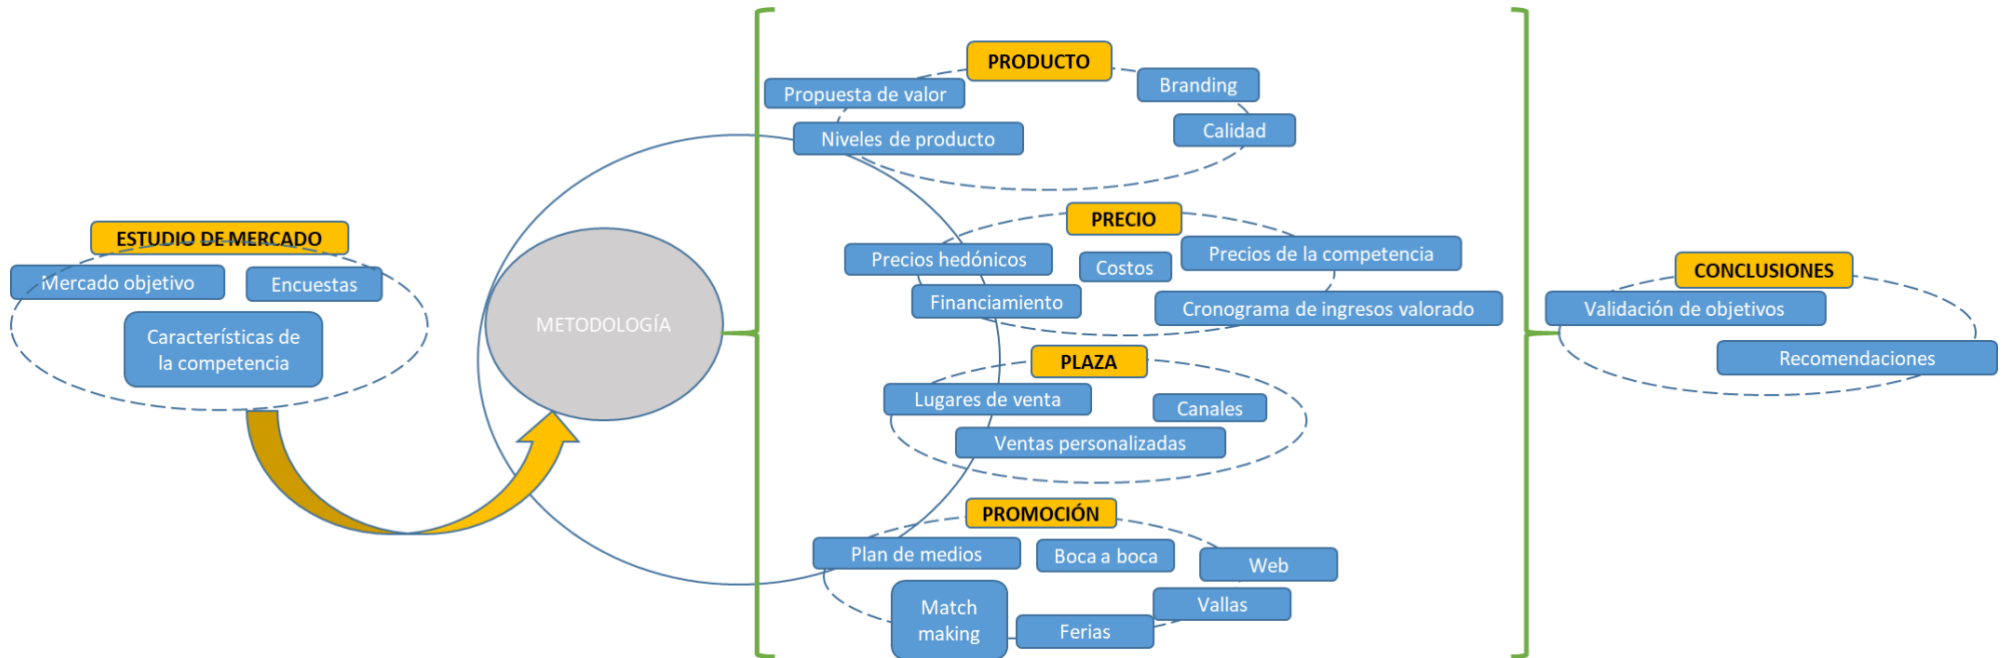 ESTUDIO DE MERCADO
Mercado objetivo
Encuestas
Características de
la competencia
METODOLOGÍA
PRODUCTO
Propuesta de valor
Branding
Niveles de producto
Calidad
PRECIO
Precios hedónicos
Costos
Precios de la competencia
Financiamiento
Cronograma de ingresos valorado
PLAZA
Lugares de venta
Canales
Ventas personalizadas
PROMOCIÓN
Plan de medios
Boca a boca
Web
Match
making
Ferias
Vallas
CONCLUSIONES
Validación de objetivos
Recomendaciones